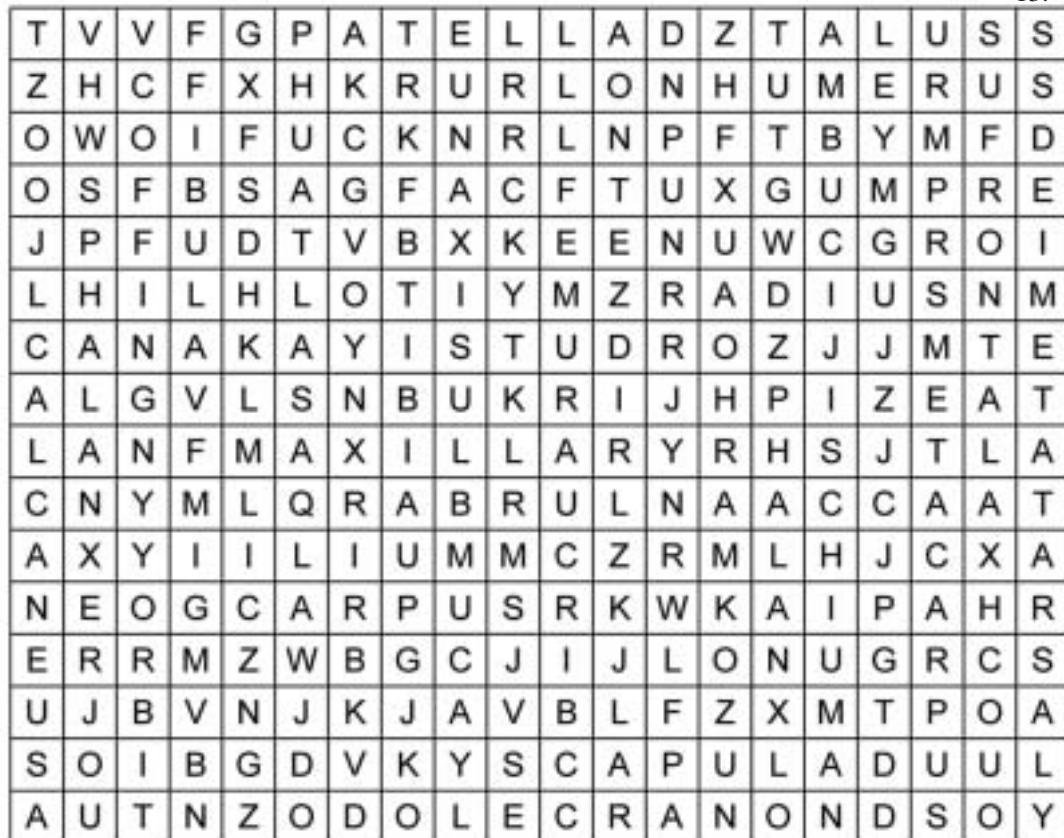 T V V F G P A T E L L A D Z T A L U S S
Z H C F X H K R U R L O N H U M E R U S
O W O I F U C K N R L N P F T B Y M F D
O S F B S A G F A C F T U X G U M P R E
J P F U D T V B X K E E N U W C G R O I
L H I L H L O T I Y M Z R A D I U S N M
C A N A K A Y I S T U D R O Z J J M T E
A L G V L S N B U K R I J H P I Z E A T
L A N F M A X I L L A R Y R H S J T L A
C N Y M L Q R A B R U L N A A C C A A T
A X Y I I L I U M M C Z R M L H J C X A
N E O G C A R P U S R K W K A I P A H R
E R R M Z W B G C J I J L O N U G R C S
U J B V N J K J A V B L F Z X M T P O A
S O I B G D V K Y S C A P U L A D U U L
A U T N Z O D O L E C R A N O N D S O Y